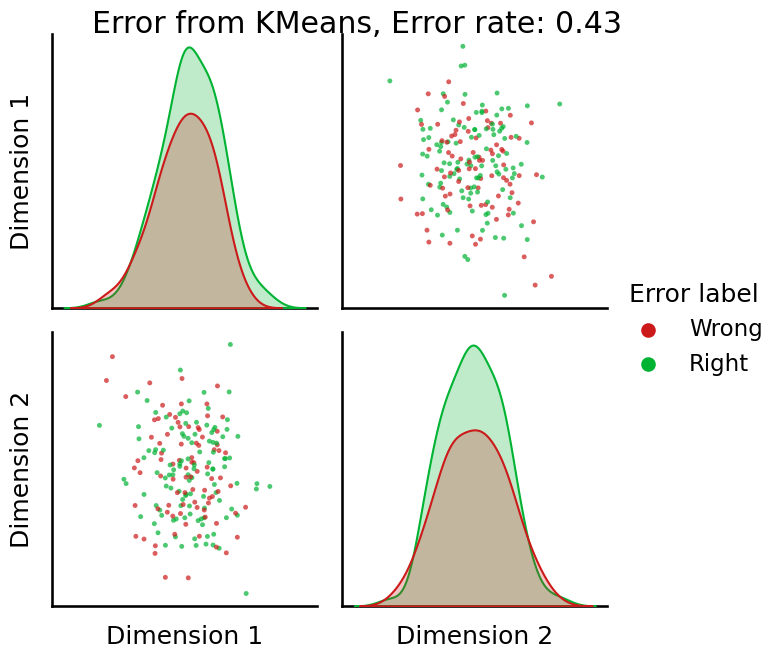 Error from KMeans, Error rate: 0.43
Dimension 1
Dimension 2
Dimension 1
Dimension 2
Error label
Wrong
Right